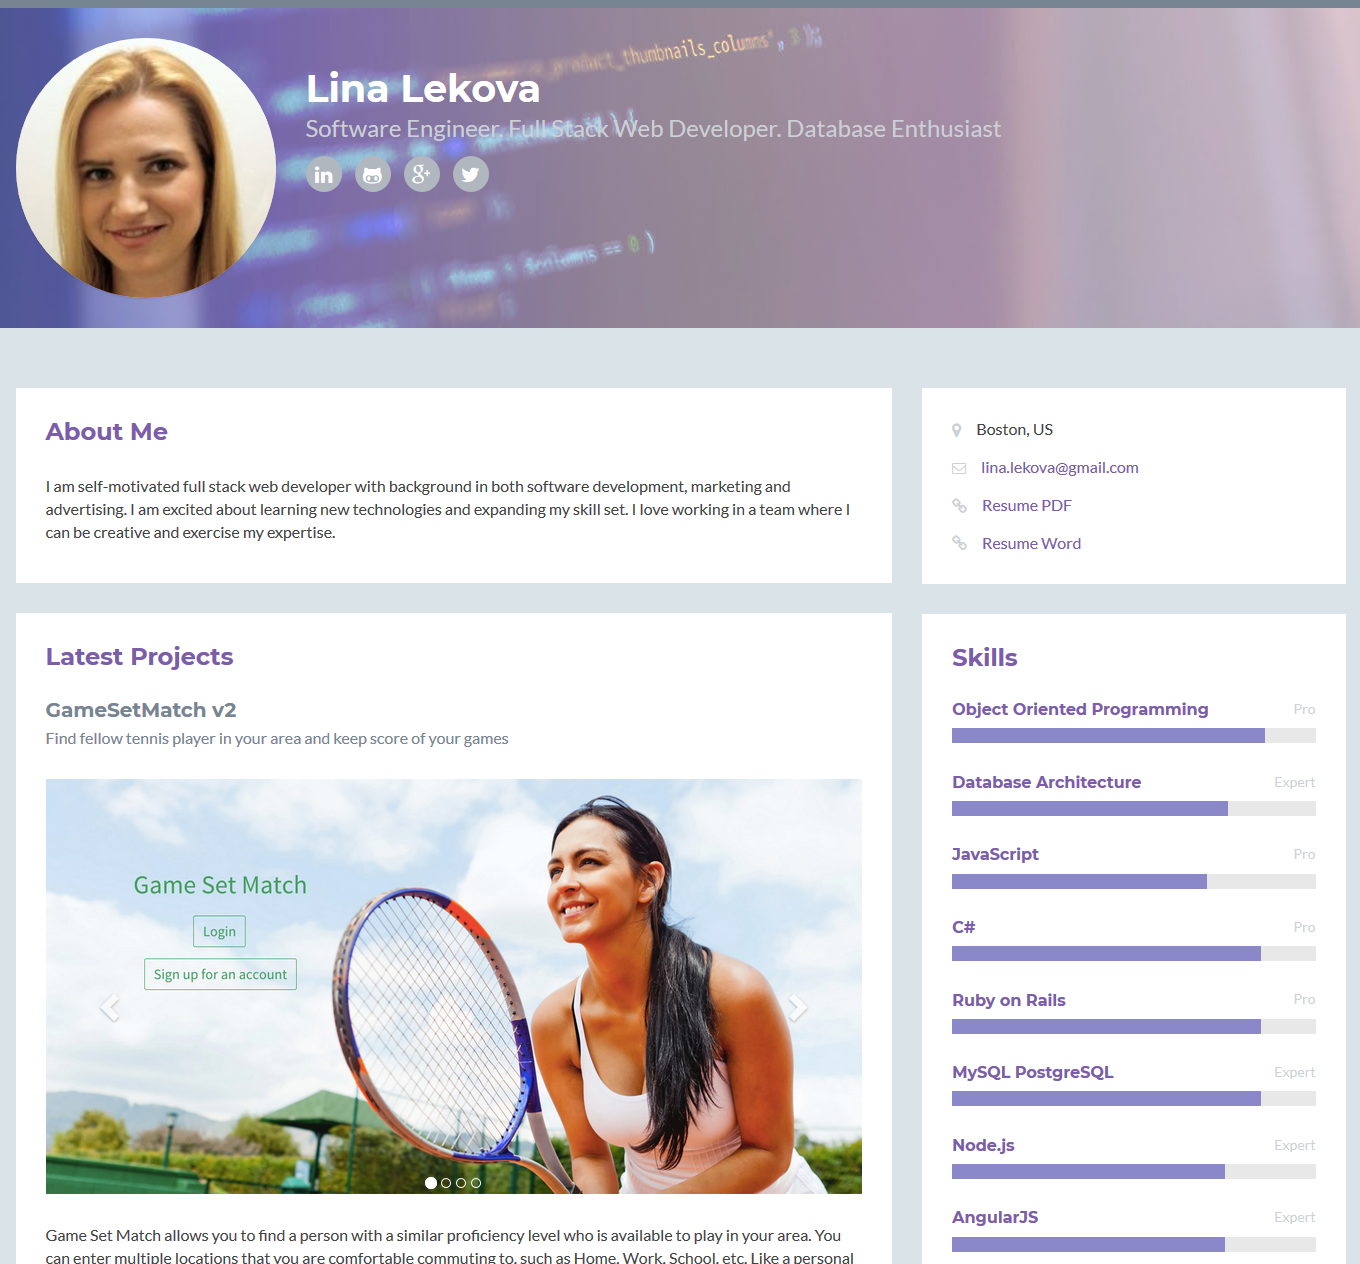 product_thumbnails_columns', 3 );
Lina Lekova
Software Engineer. Full Stack Web Developer. Database Enthusiast
$columns == 0 )
About Me
I am self-motivated full stack web developer with background in both software development, marketing and
advertising. I am excited about learning new technologies and expanding my skill set. I love working in a team where I
can be creative and exercise my expertise.
Boston, US
lina.lekova@gmail.com
Resume PDF
Resume Word
Latest Projects
GameSetMatch v2
Find fellow tennis player in your area and keep score of your games
Game Set Match
Login
Sign up for an account
Game Set Match allows you to find a person with a similar proficiency level who is available to play in your area. You
can enter multiple locations that you are comfortable commuting to, such as Home, Work, School, etc. Like a personal
Skills
Object Oriented Programming Pro
Database Architecture Expert
JavaScript Pro
C# Pro
Ruby on Rails Pro
MySQL PostgreSQL Expert
Node.js Expert
AngularJS Expert